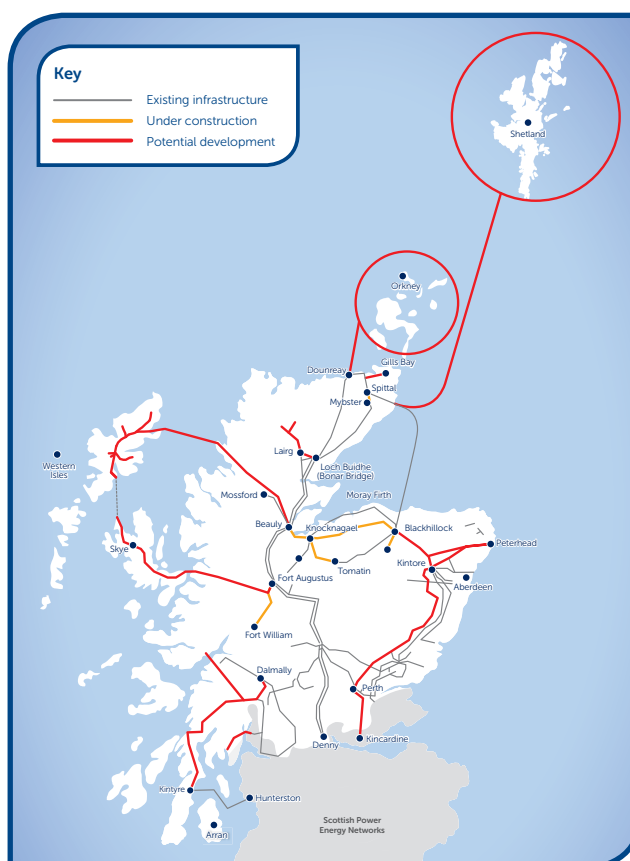 Key
Existing infrastructure
Under construction
Potential development
Shetland
Orkney
Dounreay
Gills Bay
Spittal
Mybster
Western
Isles
Lairg
Loch Buidhe
(Bonar Bridge)
Mossford
Moray Firth
Beauly
Knocknagael
Blackhillock
Peterhead
Skye
Kintore
Tomatin
Fort Augustus
Aberdeen
Fort William
Dalmally
Perth
Denny
Kincardine
Kintyre
Hunterston
Arran
Scottish Power
Energy Networks